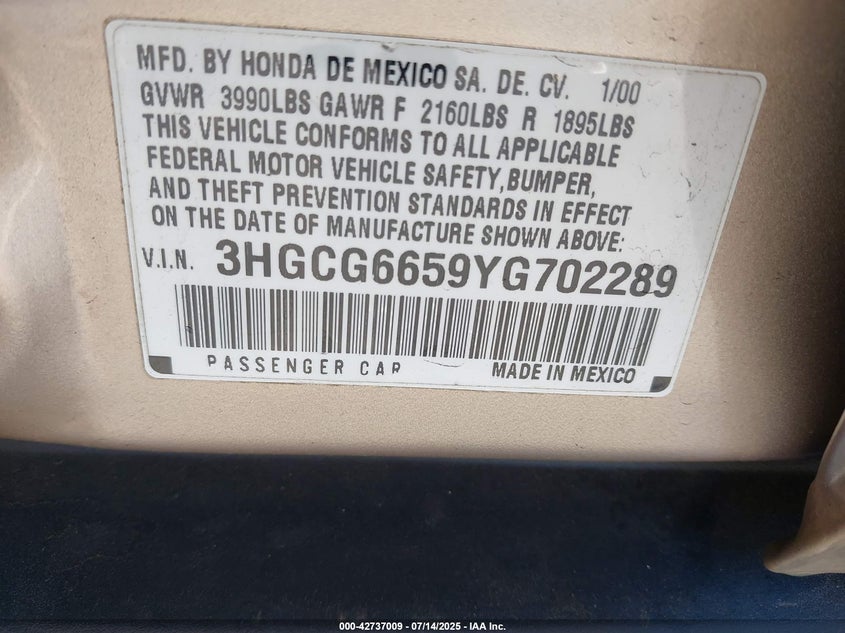 MFD. BY HONDA DE MEXICO SA. DE. CV. 1/00
GVWR 3990LBS GAWR F 2160LBS R 1895LBS
THIS VEHICLE CONFORMS TO ALL APPLICABLE
FEDERAL MOTOR VEHICLE SAFETY,BUMPER,
AND THEFT PREVENTION STANDARDS IN EFFECT
ON THE DATE OF MANUFACTURE SHOWN ABOVE:
V.I.N. 3HGCG6659YG702289
PASSENGER CAR MADE IN MEXICO
000-42737009 - 07/14/2025 - IAA Inc.